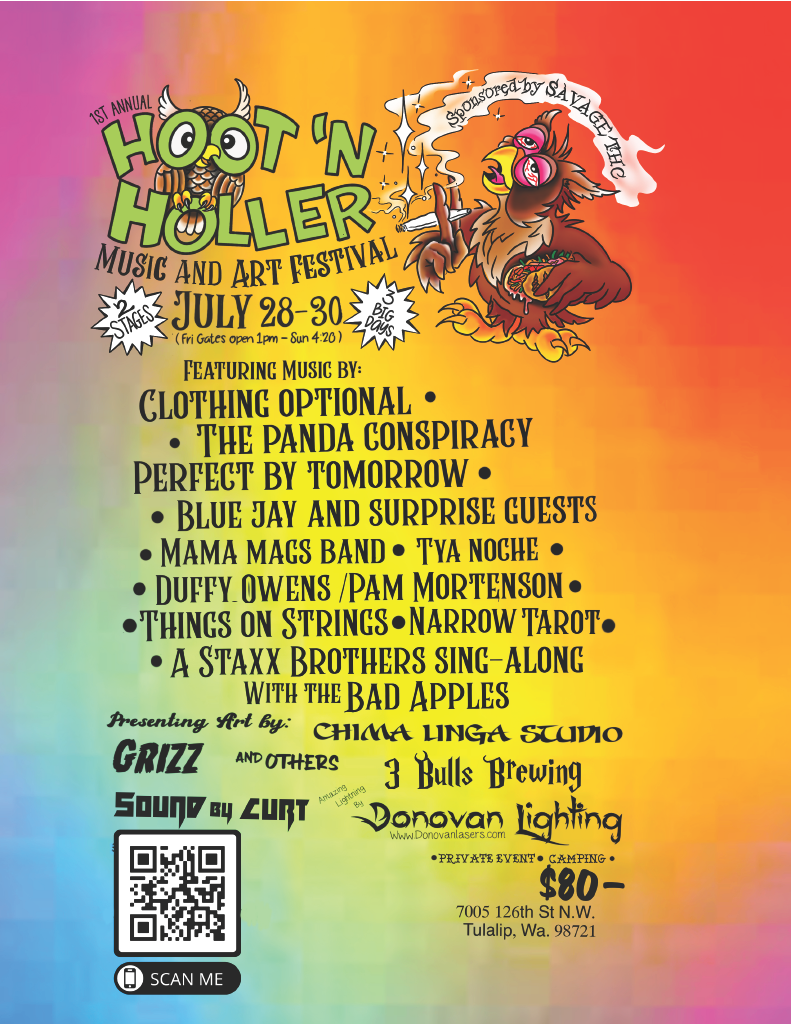 1ST ANNUAL
HOOT 'N
HOLLER
MUSIC AND ART FESTIVAL
Sponsored by SAVAGE THC
2 STAGES
JULY 28-30
3 BIG DAYS
(Fri Gates open 1pm - Sun 4:20)
FEATURING MUSIC BY:
CLOTHING OPTIONAL •
• THE PANDA CONSPIRACY
PERFECT BY TOMORROW •
• BLUE JAY AND SURPRISE GUESTS
• MAMA MAGS BAND • TYA NOCHE •
• DUFFY OWENS /PAM MORTENSON •
• THINGS ON STRINGS • NARROW TAROT •
• A STAXX BROTHERS SING-ALONG
WITH THE BAD APPLES
Presenting Art by:
CHIMA LINGA STUDIO
GRIZZ
AND OTHERS
3 Bulls Brewing
SOUND BY CURT
Amazing Lightning By
Donovan Lighting
www.Donovanlasers.com
• PRIVATE EVENT • CAMPING •
$80-
7005 126th St N.W.
Tulalip, Wa. 98721
SCAN ME